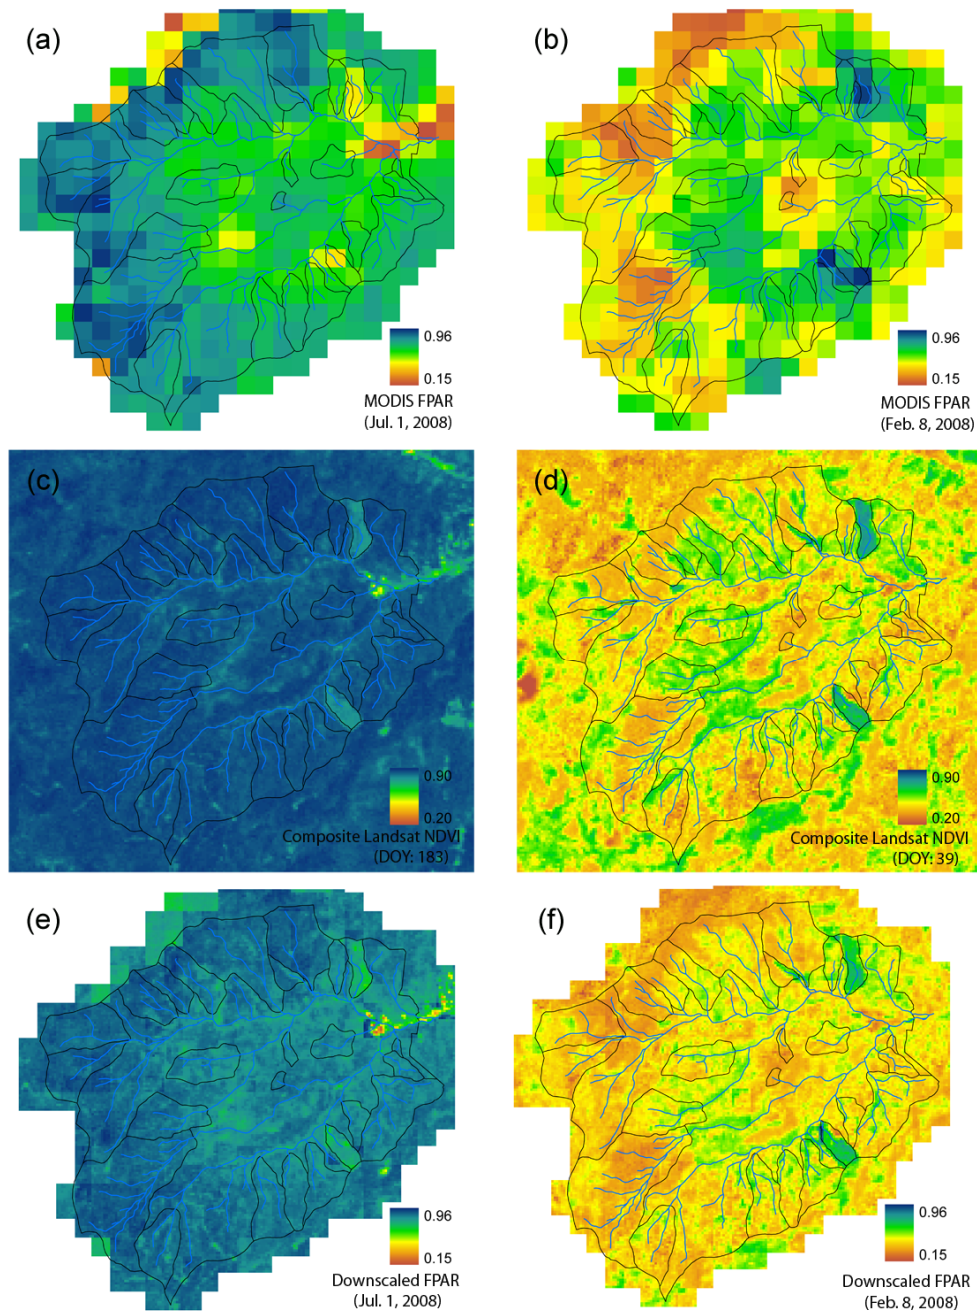 (a)
0.96
0.15
MODIS FPAR
(Jul. 1, 2008)
(b)
0.96
0.15
MODIS FPAR
(Feb. 8, 2008)
(c)
0.90
0.20
Composite Landsat NDVI
(DOY: 183)
(d)
0.90
0.20
Composite Landsat NDVI
(DOY: 39)
(e)
0.96
0.15
Downscaled FPAR
(Jul. 1, 2008)
(f)
0.96
0.15
Downscaled FPAR
(Feb. 8, 2008)